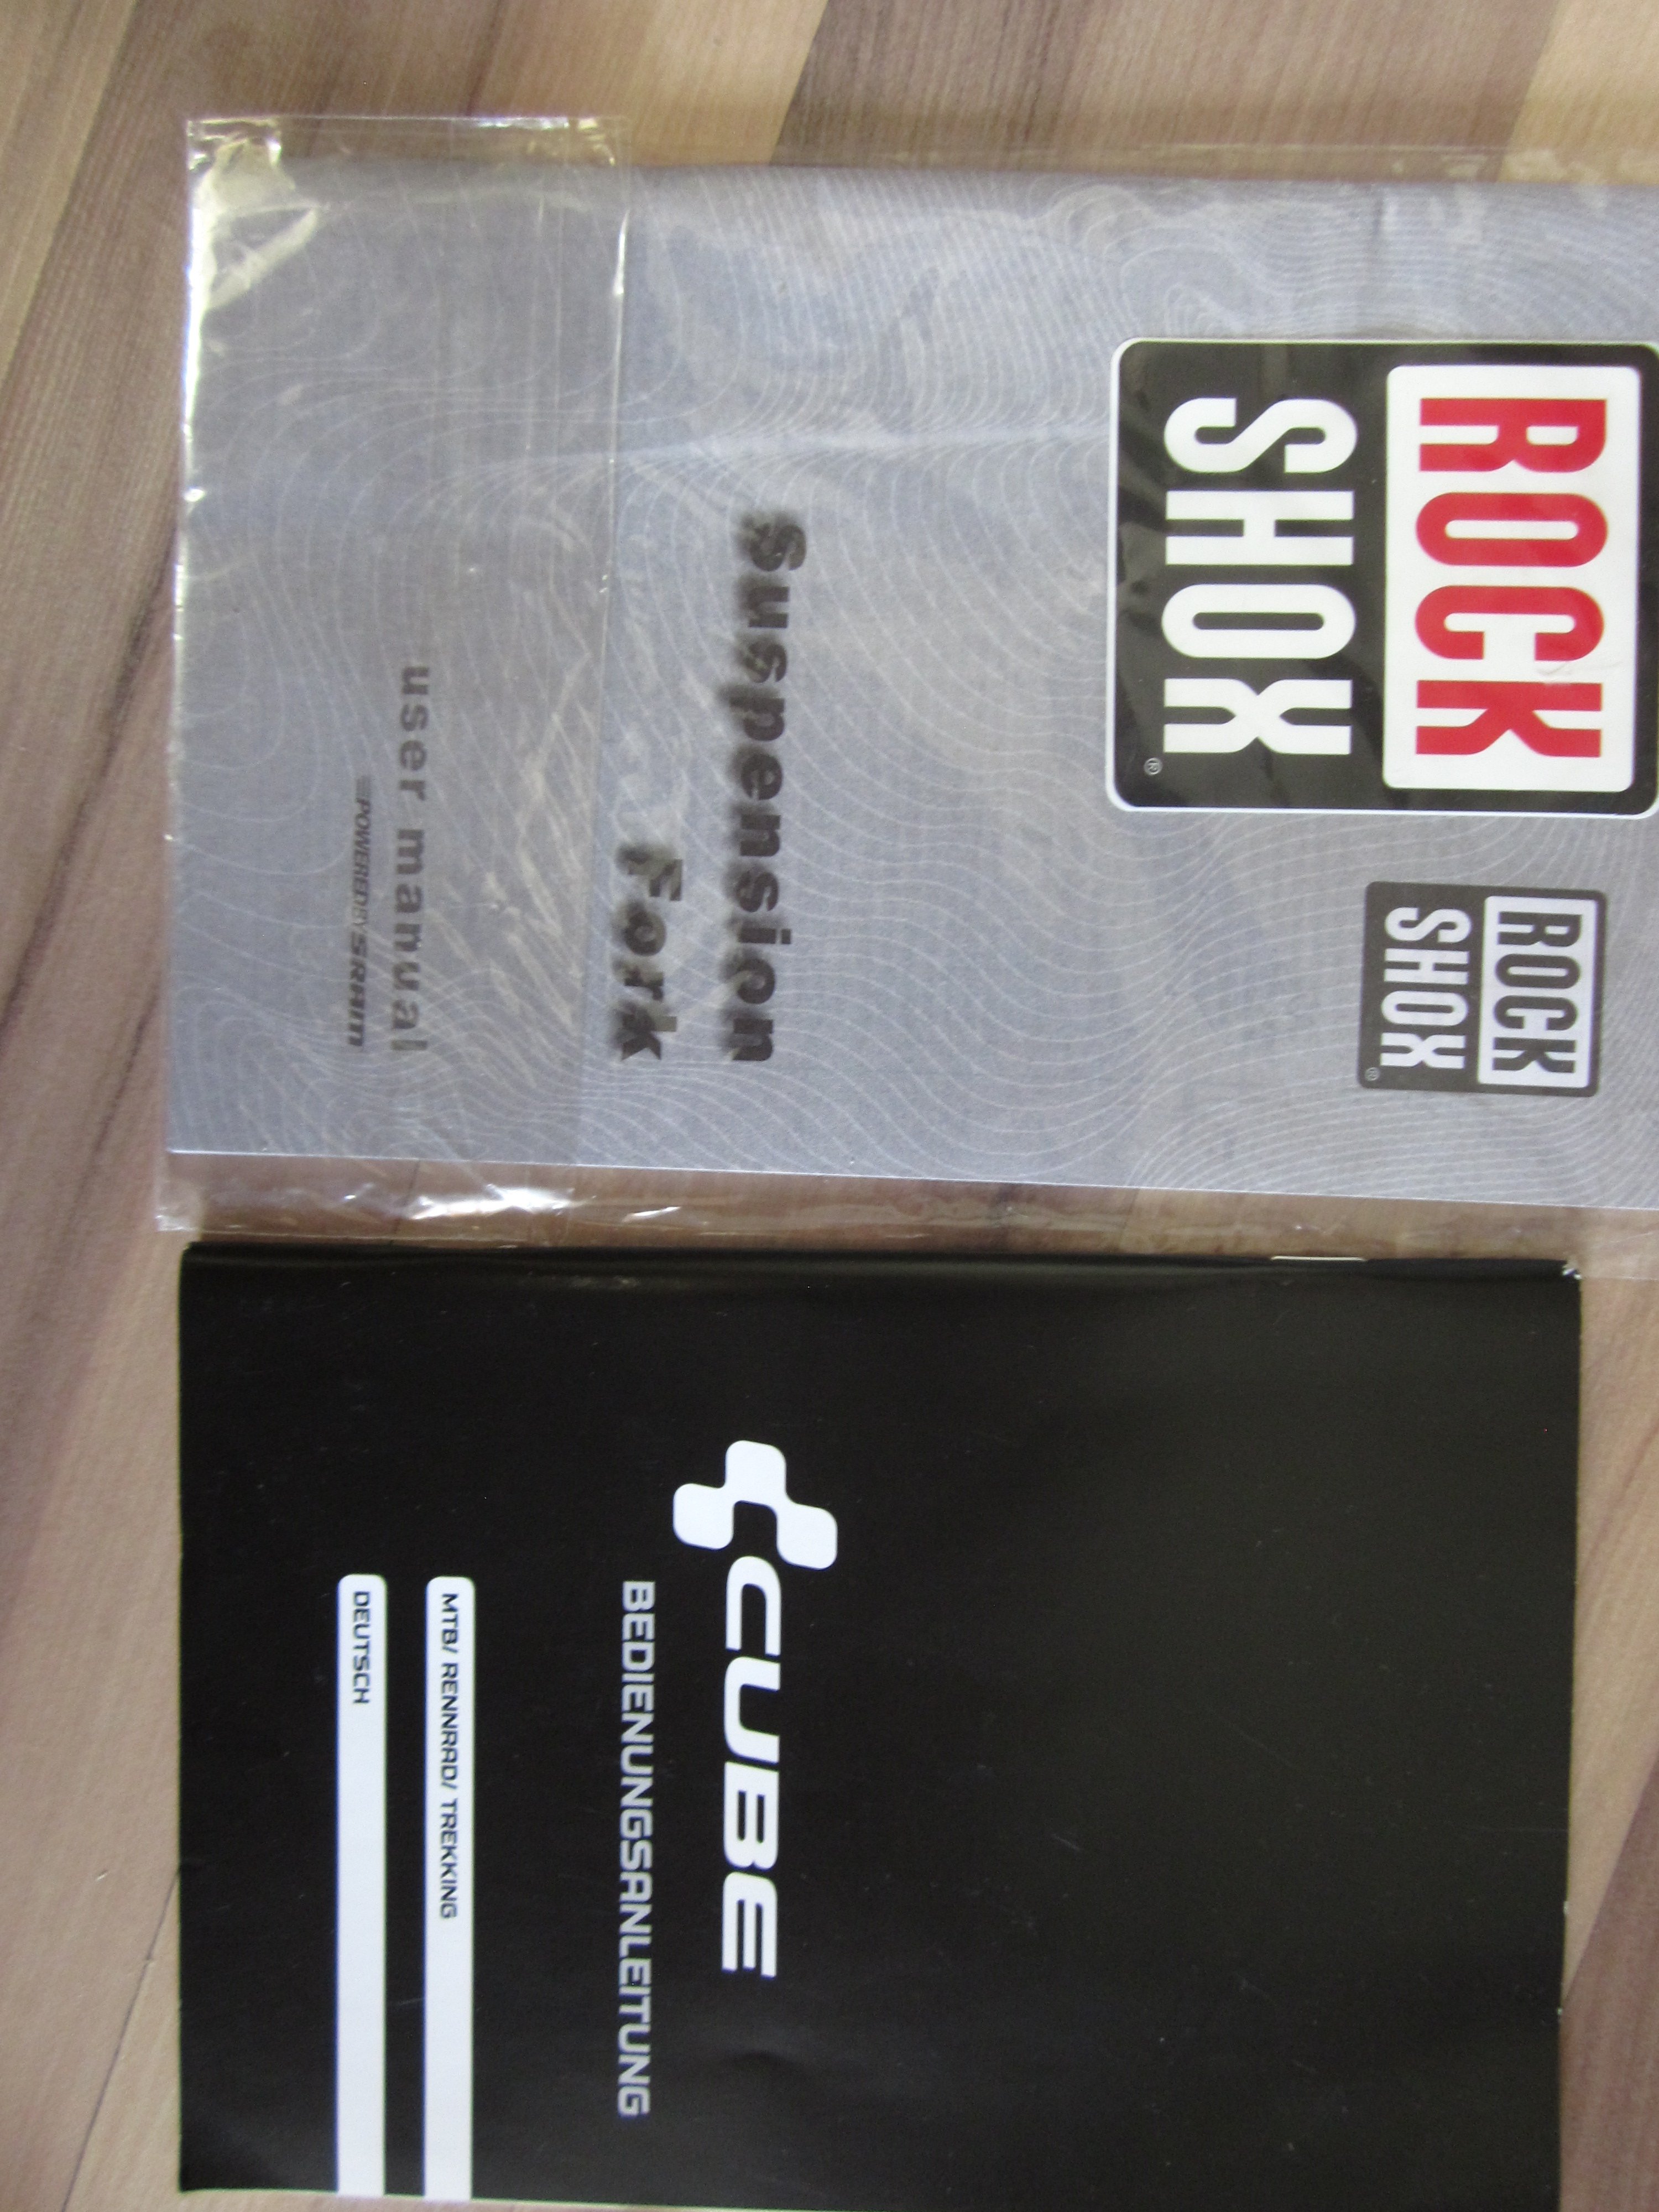 ROCK
SHOX®
ROCK
SHOX®
Suspension
Fork
user manual
POWERED BY SRAM
CUBE
BEDIENUNGSANLEITUNG
MTB/ RENNRAD/ TREKKING
DEUTSCH